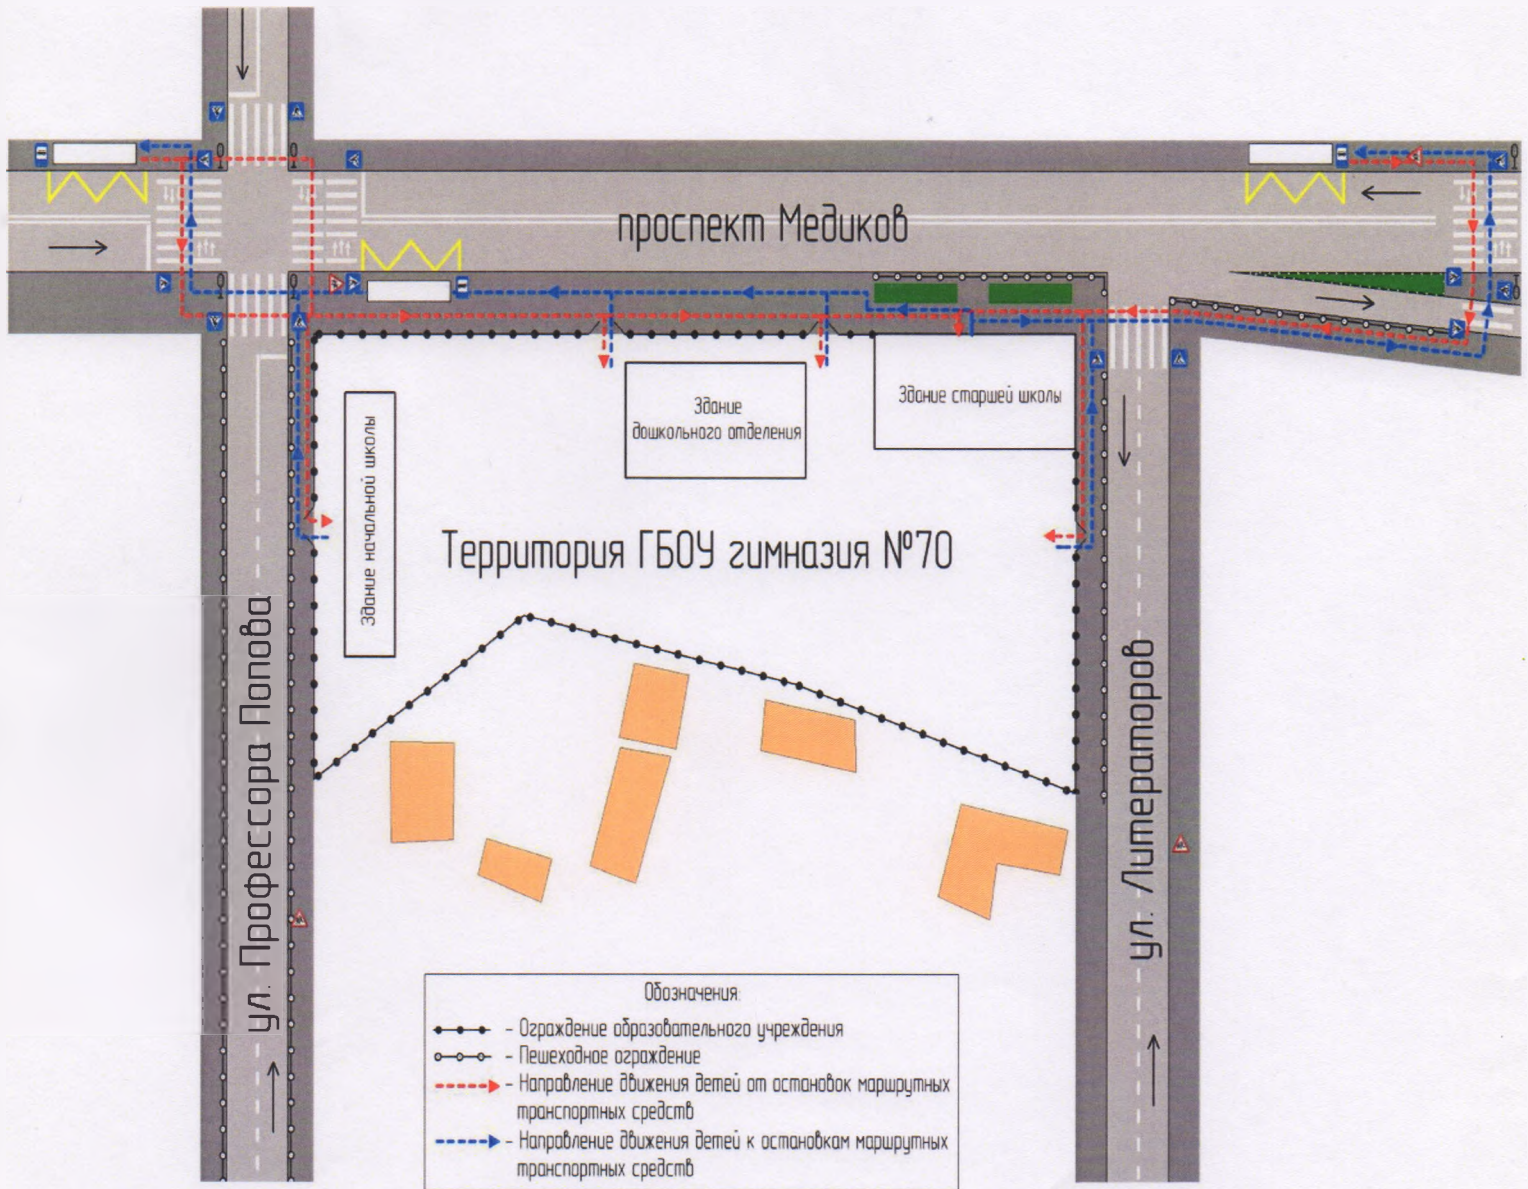 проспект Медиков
Здание
дошкольного отделения
Здание старшей школы
Здание начальной школы
Территория ГБОУ гимназия №70
ул. Профессора Попова
ул. Литераторов
Обозначения:
- Ограждение образовательного учреждения
- Пешеходное ограждение
- Направление движения детей от остановок маршрутных
транспортных средств
- Направление движения детей к остановкам маршрутных
транспортных средств